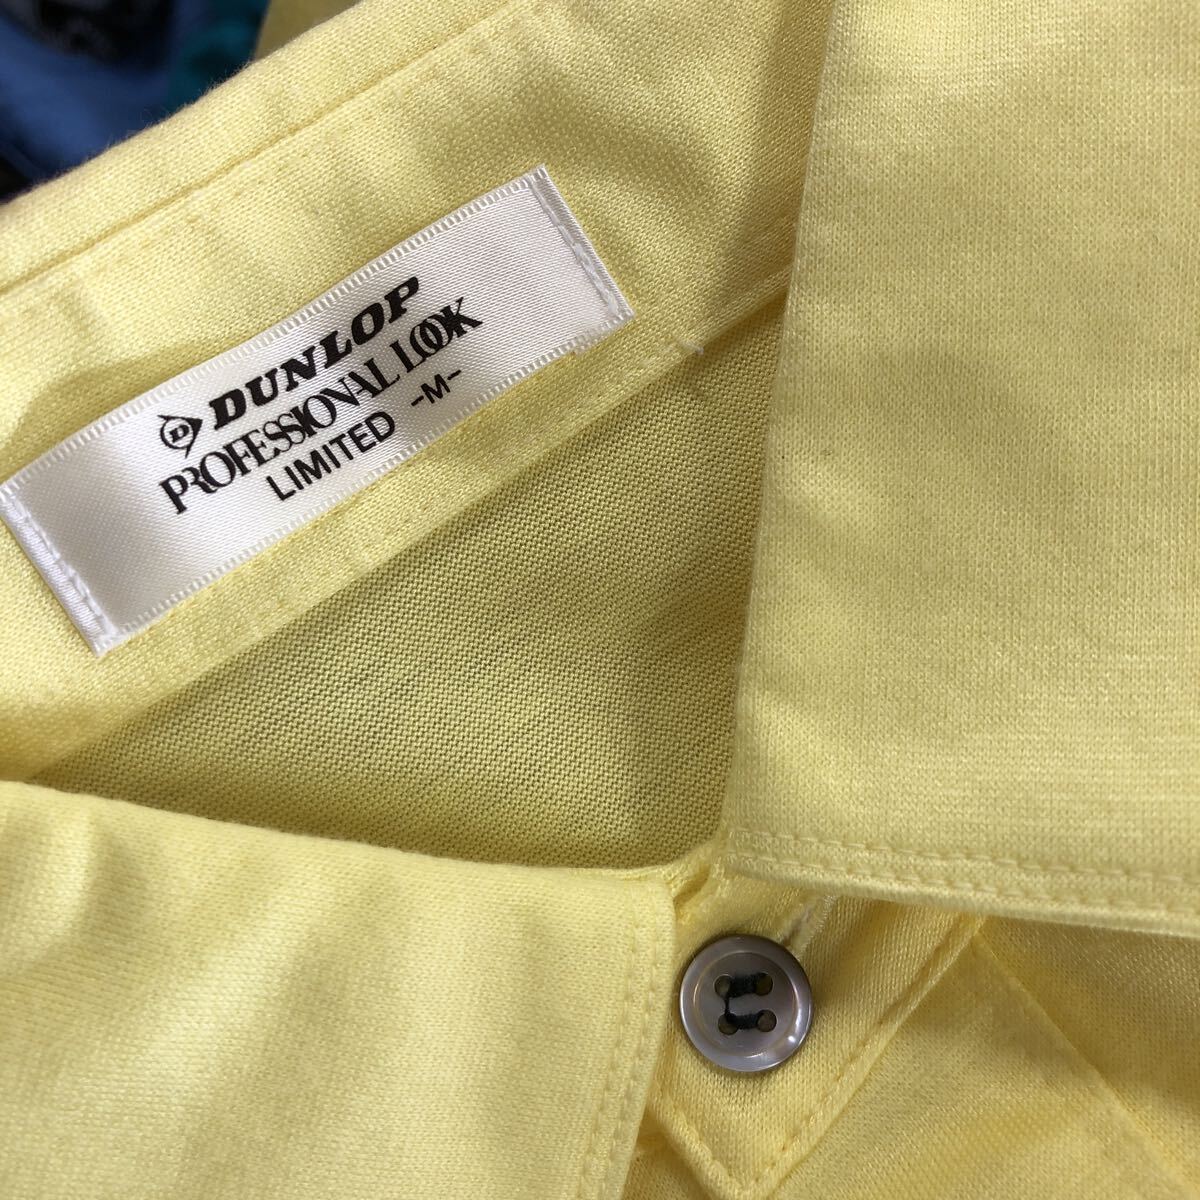 D DUNLOP
PROFESSIONAL LOOK
LIMITED -M-